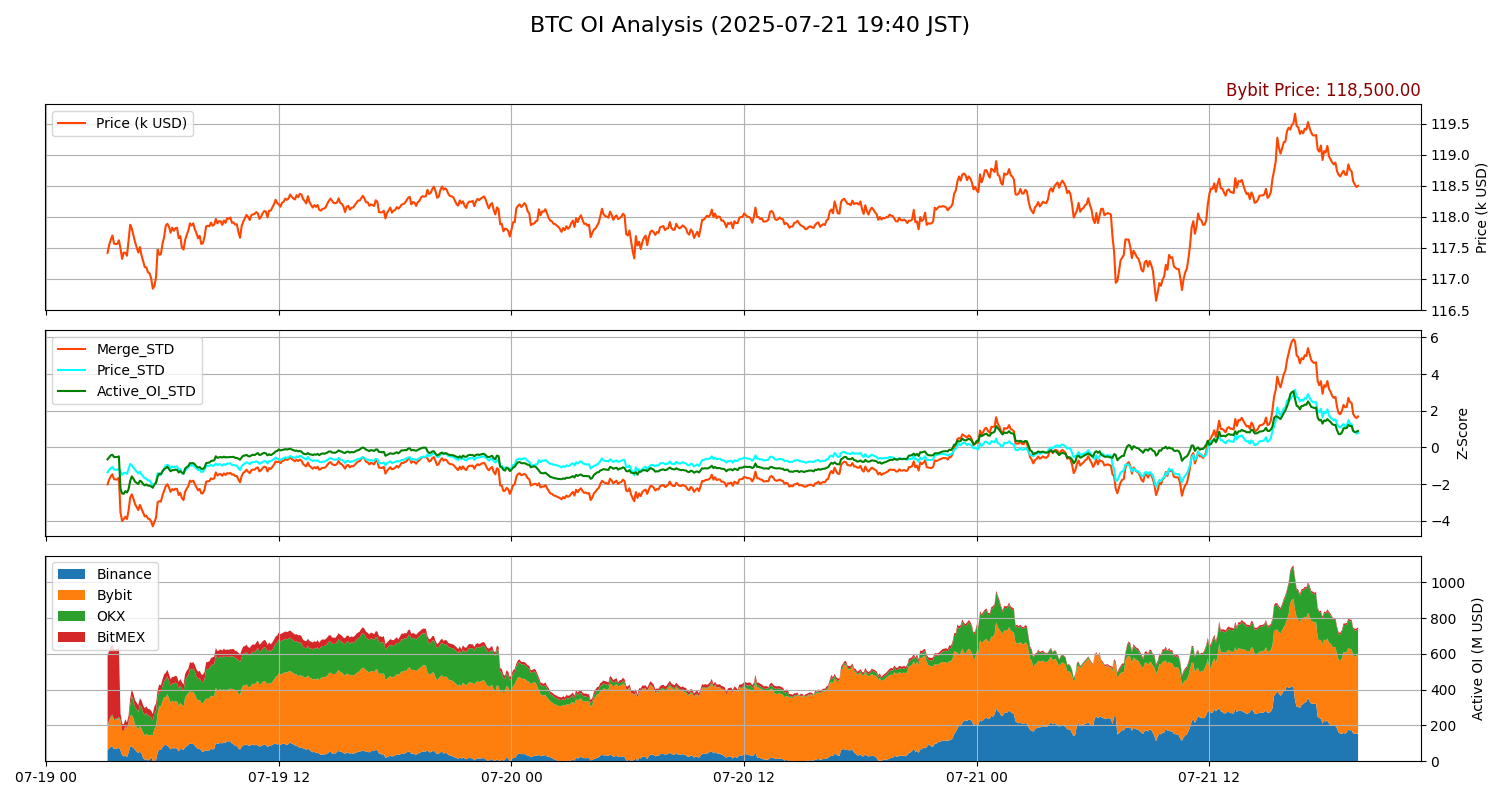 BTC OI Analysis (2025-07-21 19:40 JST)
Bybit Price: 118,500.00
Price (k USD)
119.5
119.0
118.5
118.0
117.5
117.0
116.5
Price (k USD)
Merge_STD
Price_STD
Active_OI_STD
6
4
2
0
−2
−4
Z-Score
Binance
Bybit
OKX
BitMEX
1000
800
600
400
200
0
Active OI (M USD)
07-19 00
07-19 12
07-20 00
07-20 12
07-21 00
07-21 12